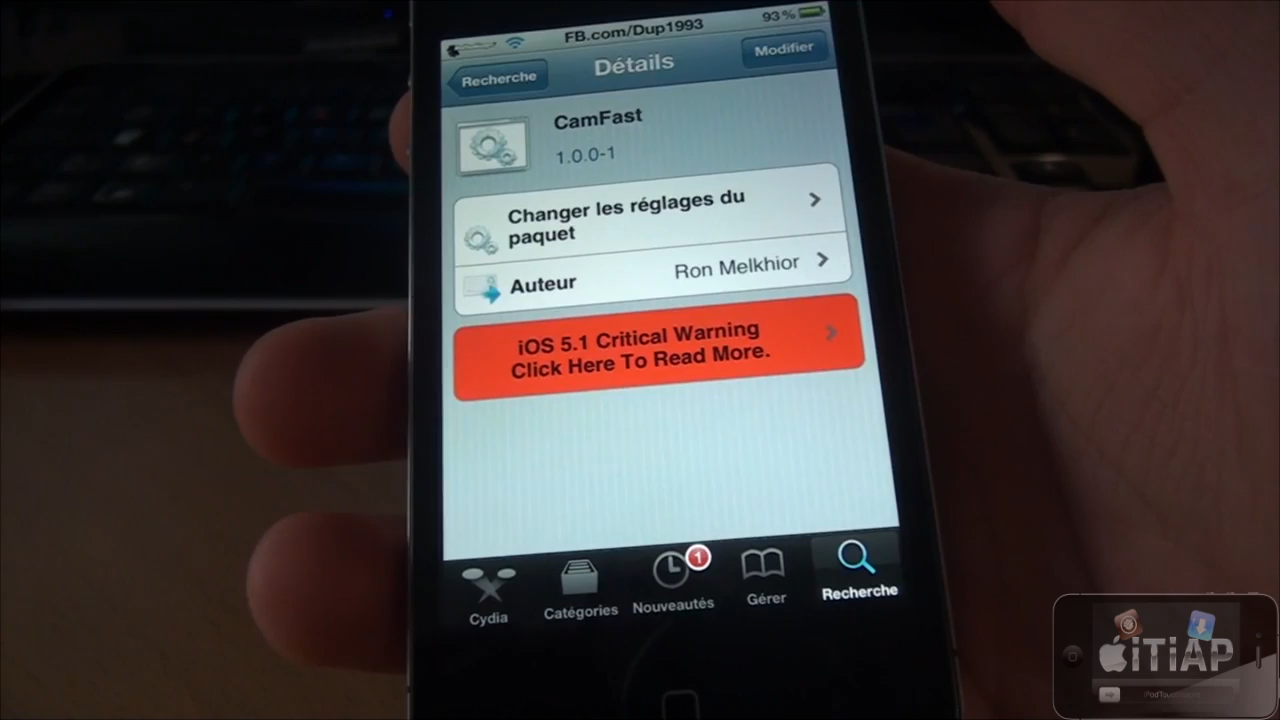 FB.com/Dup1993
93%
Recherche
Détails
Modifier
CamFast
1.0.0-1
Changer les réglages du
paquet
Auteur
Ron Melkhior
iOS 5.1 Critical Warning
Click Here To Read More.
1
Cydia
Catégories
Nouveautés
Gérer
Recherche
iTiAP